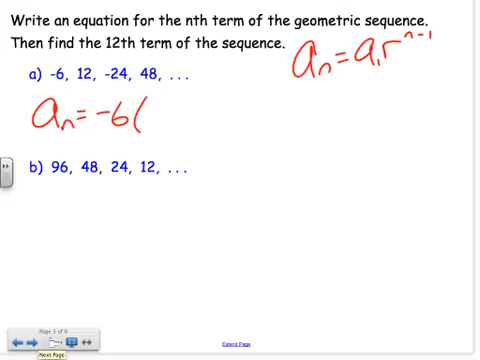 Write an equation for the nth term of the geometric sequence.
Then find the 12th term of the sequence.
aₙ = a₁rⁿ⁻¹
a) -6, 12, -24, 48, . . .
aₙ = -6(
b) 96, 48, 24, 12, . . .
Page 3 of 6
Next Page
Extend Page